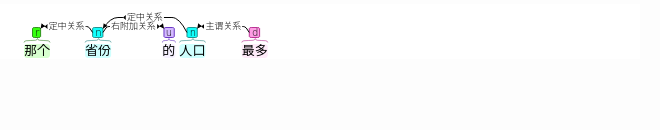 定中关系
定中关系 右附加关系 主谓关系
r n u n d
那个 省份 的 人口 最多